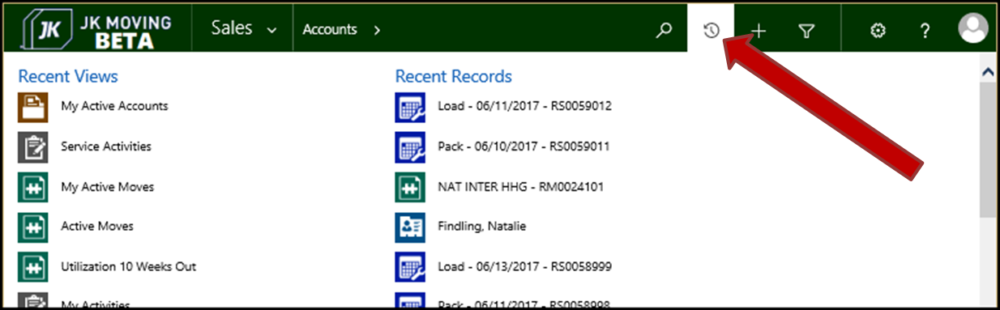 JK
JK MOVING
BETA
Sales
Accounts
?
Recent Views
My Active Accounts
Service Activities
My Active Moves
Active Moves
Utilization 10 Weeks Out
My Activities
Recent Records
Load - 06/11/2017 - RS0059012
Pack - 06/10/2017 - RS0059011
NAT INTER HHG - RM0024101
Findling, Natalie
Load - 06/13/2017 - RS0058999
Pack - 06/11/2017 - RS0058998